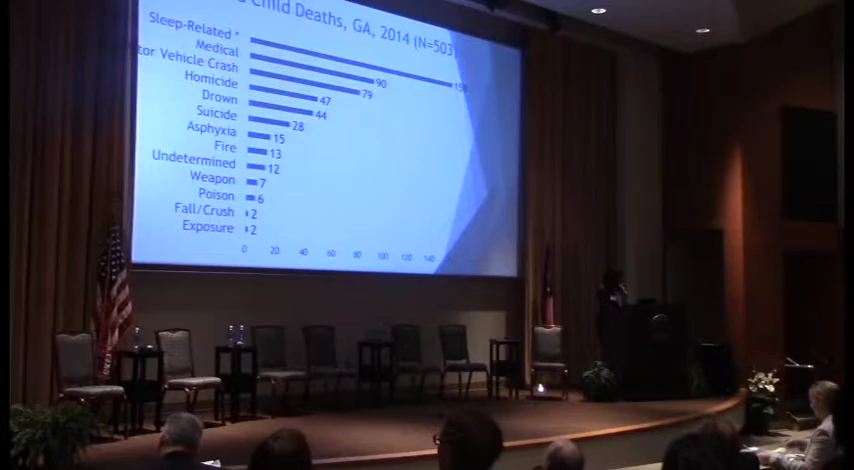 Child Deaths, GA, 2014 (N=503)
Sleep-Related * 158
Medical 90
tor Vehicle Crash 79
Homicide 47
Drown 44
Suicide 28
Asphyxia 15
Fire 13
Undetermined 12
Weapon 7
Poison 6
Fall/Crush 2
Exposure 2
0 20 40 60 80 100 120 140